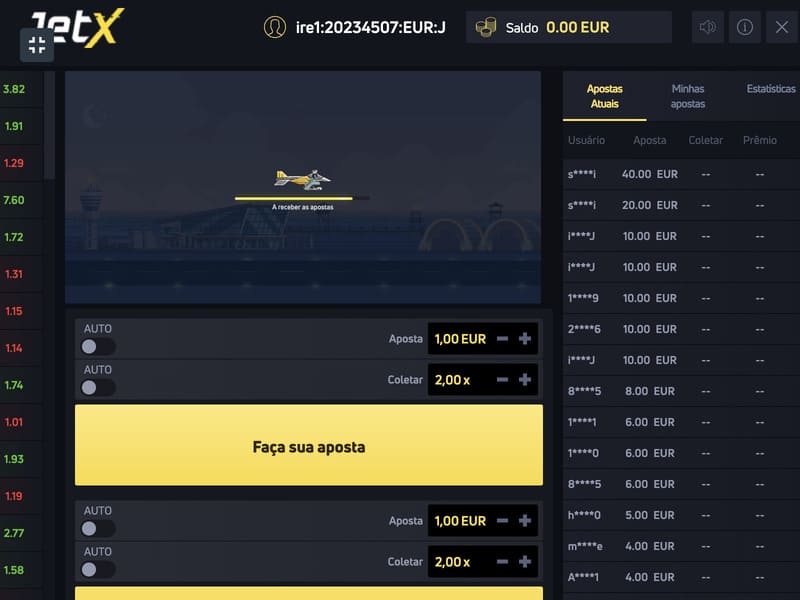 JetX
ire1:20234507:EUR:J
Saldo 0.00 EUR
3.82
1.91
1.29
7.60
1.72
1.31
1.15
1.14
1.74
1.01
1.93
1.19
2.77
1.58
A receber as apostas
AUTO
Aposta 1,00 EUR
AUTO
Coletar 2,00 x
Faça sua aposta
AUTO
Aposta 1,00 EUR
AUTO
Coletar 2,00 x
Apostas Atuais
Minhas apostas
Estatísticas
Usuário Aposta Coletar Prêmio
s****i 40.00 EUR -- --
s****i 20.00 EUR -- --
i****J 10.00 EUR -- --
i****J 10.00 EUR -- --
1****9 10.00 EUR -- --
2****6 10.00 EUR -- --
i****J 10.00 EUR -- --
8****5 8.00 EUR -- --
1****1 6.00 EUR -- --
1****0 6.00 EUR -- --
8****5 6.00 EUR -- --
h****0 5.00 EUR -- --
m****e 4.00 EUR -- --
A****1 4.00 EUR -- --